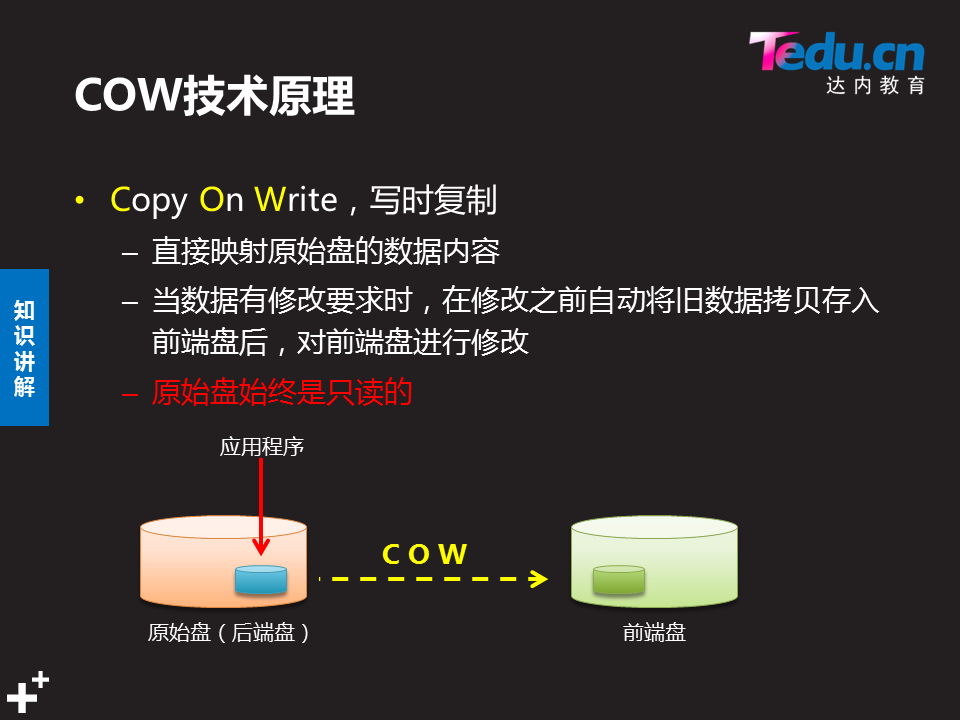 Tedu.cn
达内教育
COW技术原理
• Copy On Write，写时复制
– 直接映射原始盘的数据内容
– 当数据有修改要求时，在修改之前自动将旧数据拷贝存入
前端盘后，对前端盘进行修改
– 原始盘始终是只读的
知
识
讲
解
应用程序
C O W
原始盘（后端盘）
前端盘